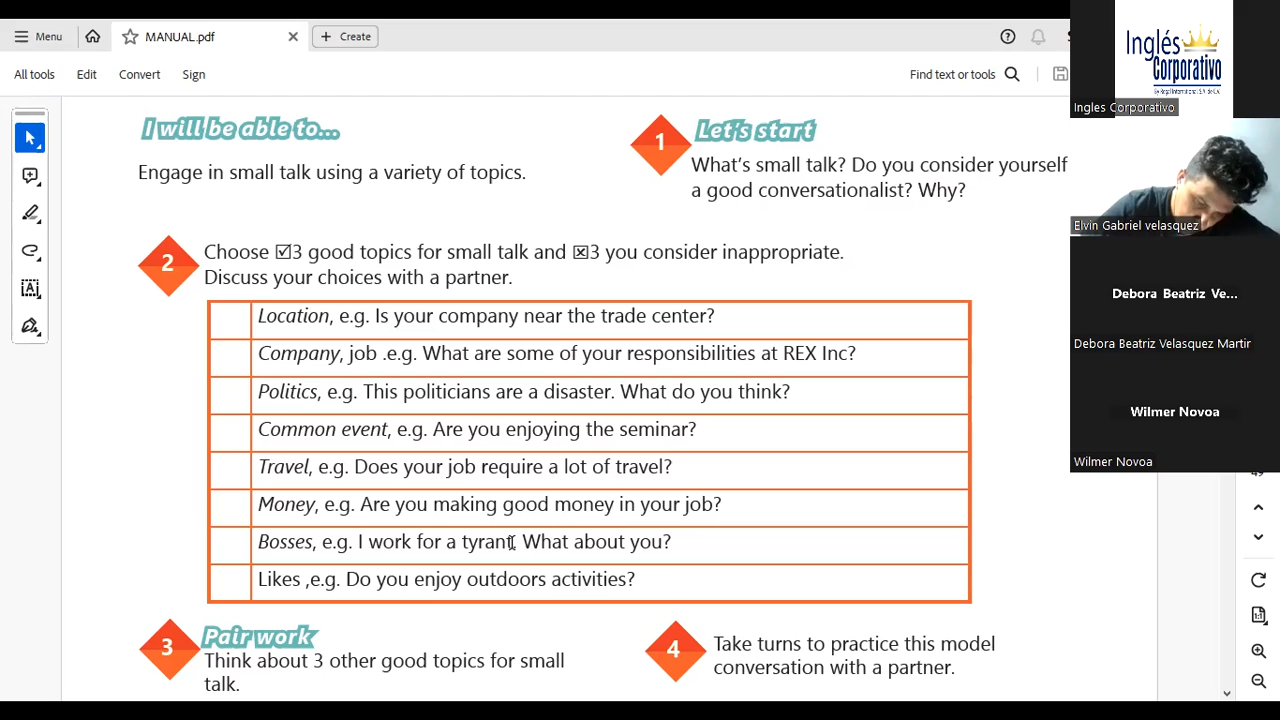 Menu
MANUAL.pdf
Create
All tools
Edit
Convert
Sign
Find text or tools
I will be able to...
Engage in small talk using a variety of topics.
1
Let's start
What's small talk? Do you consider yourself
a good conversationalist? Why?
2
Choose ☑3 good topics for small talk and ☒3 you consider inappropriate.
Discuss your choices with a partner.
Location, e.g. Is your company near the trade center?
Company, job .e.g. What are some of your responsibilities at REX Inc?
Politics, e.g. This politicians are a disaster. What do you think?
Common event, e.g. Are you enjoying the seminar?
Travel, e.g. Does your job require a lot of travel?
Money, e.g. Are you making good money in your job?
Bosses, e.g. I work for a tyrant. What about you?
Likes ,e.g. Do you enjoy outdoors activities?
3
Pair work
Think about 3 other good topics for small
talk.
4
Take turns to practice this model
conversation with a partner.
Inglés
Corporativo
Ingles Corporativo
Elvin Gabriel velasquez
Debora Beatriz Ve...
Debora Beatriz Velasquez Martir
Wilmer Novoa
Wilmer Novoa